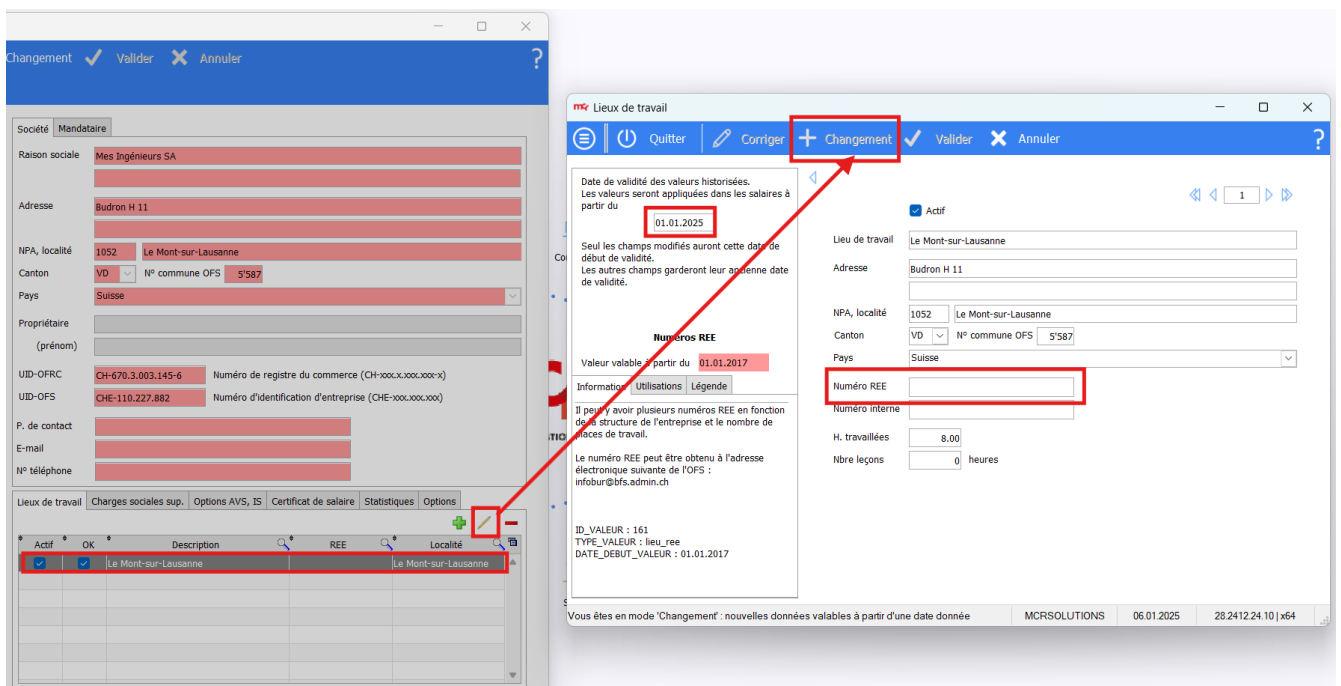 Changement
Valider
Annuler
?
Société
Mandataire
Raison sociale
Mes Ingénieurs SA
Adresse
Budron H 11
NPA, localité
1052
Le Mont-sur-Lausanne
Canton
VD
N° commune OFS
5'587
Pays
Suisse
Propriétaire
(prénom)
UID-OFRC
CH-670.3.003.145-6
Numéro de registre du commerce (CH-xxx.x.xxx.xxx-x)
UID-OFS
CHE-110.227.882
Numéro d'identification d'entreprise (CHE-xxx.xxx.xxx)
P. de contact
E-mail
N° téléphone
Lieux de travail
Charges sociales sup.
Options AVS, IS
Certificat de salaire
Statistiques
Options
Actif
OK
Description
REE
Localité
Le Mont-sur-Lausanne
Le Mont-sur-Lausanne
mcr Lieux de travail
Quitter
Corriger
Changement
Valider
Annuler
?
Date de validité des valeurs historisées.
Les valeurs seront appliquées dans les salaires à
partir du
01.01.2025
Seul les champs modifiés auront cette date de
début de validité.
Les autres champs garderont leur ancienne date
de validité.
Numéros REE
Valeur valable à partir du
01.01.2017
Information
Utilisations
Légende
Il peut y avoir plusieurs numéros REE en fonction
de la structure de l'entreprise et le nombre de
places de travail.
Le numéro REE peut être obtenu à l'adresse
électronique suivante de l'OFS :
infobur@bfs.admin.ch
ID_VALEUR : 161
TYPE_VALEUR : lieu_ree
DATE_DEBUT_VALEUR : 01.01.2017
1
Actif
Lieu de travail
Le Mont-sur-Lausanne
Adresse
Budron H 11
NPA, localité
1052
Le Mont-sur-Lausanne
Canton
VD
N° commune OFS
5'587
Pays
Suisse
Numéro REE
Numéro interne
H. travaillées
8.00
Nbre leçons
0
heures
Vous êtes en mode 'Changement' : nouvelles données valables à partir d'une date donnée
MCRSOLUTIONS
06.01.2025
28.2412.24.10 | x64